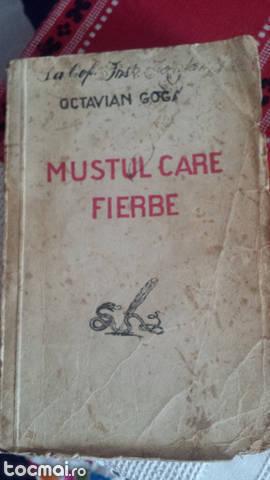 OCTAVIAN GOGA
MUSTUL CARE
FIERBE
tocmai.ro